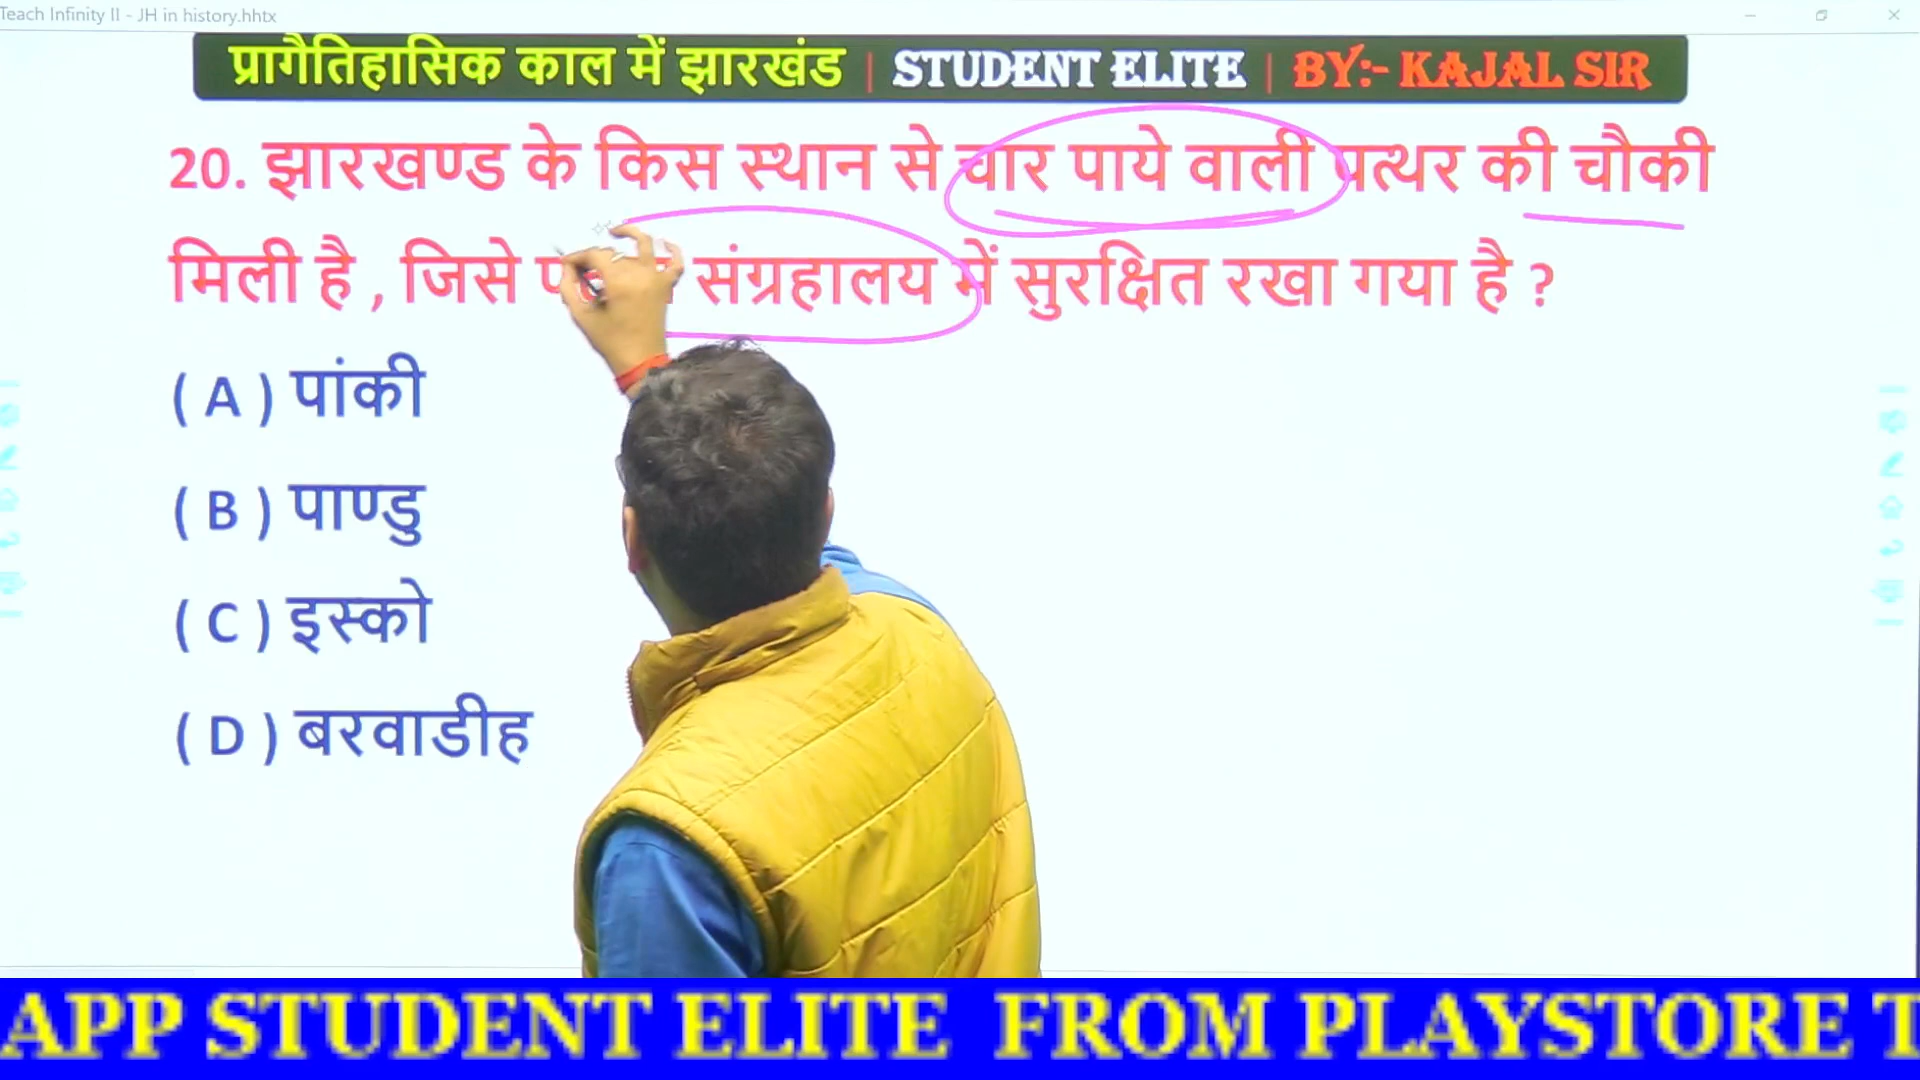 Teach Infinity II - JH in history.hhtx
प्रागैतिहासिक काल में झारखंड | STUDENT ELITE | BY:- KAJAL SIR
20. झारखण्ड के किस स्थान से चार पाये वाली पत्थर की चौकी
मिली है , जिसे संग्रहालय में सुरक्षित रखा गया है ?
( A ) पांकी
( B ) पाण्डु
( C ) इस्को
( D ) बरवाडीह
APP STUDENT ELITE FROM PLAYSTORE